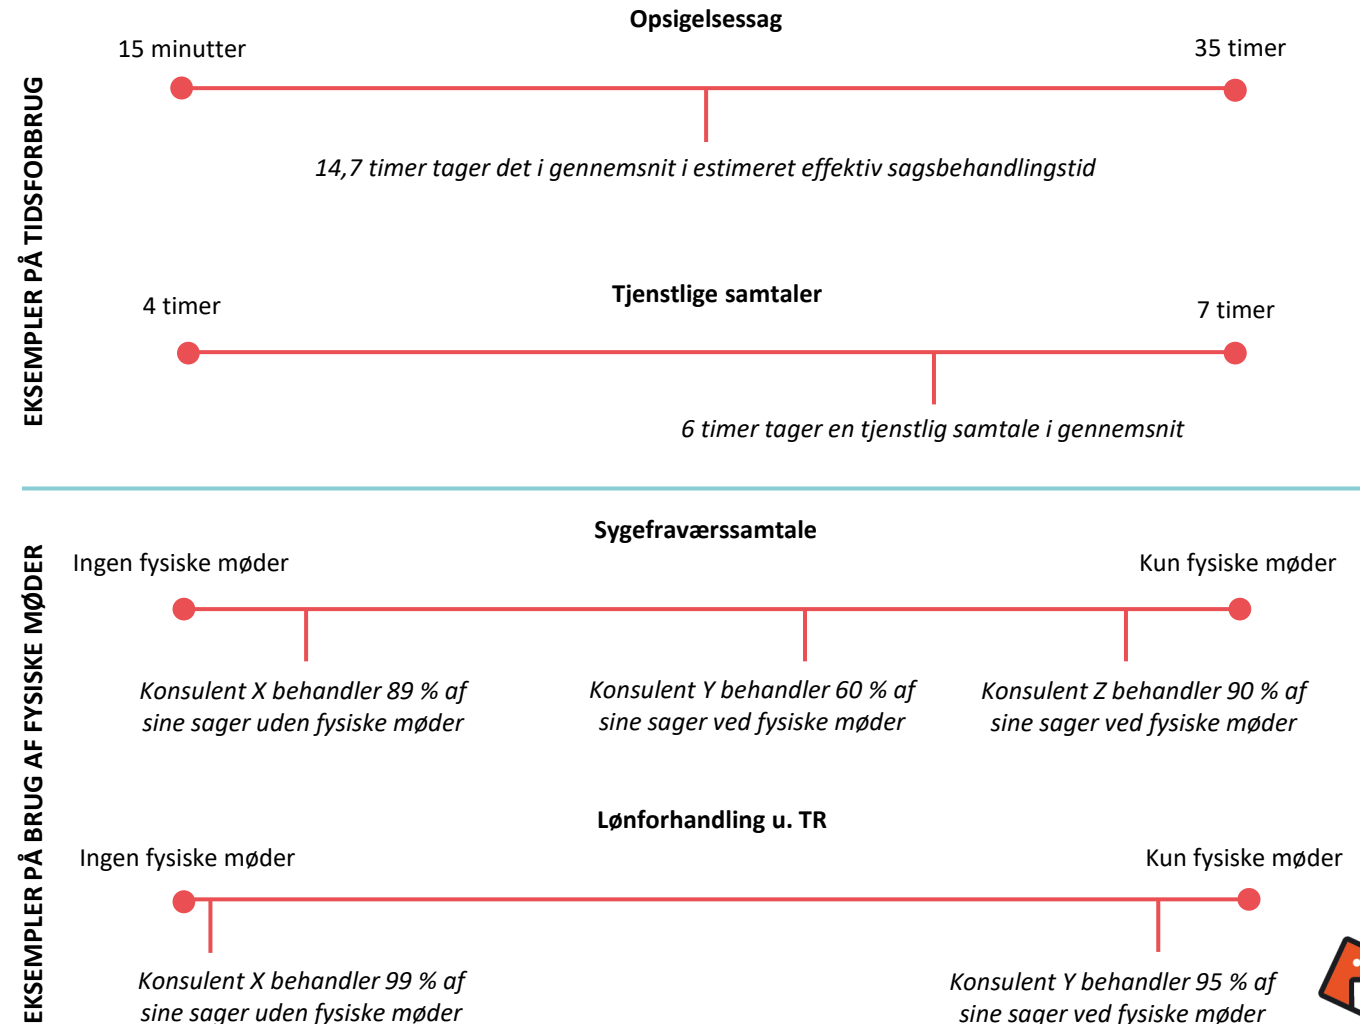 EKSEMPLER PÅ TIDSFORBRUG
Opsigelsessag
15 minutter
35 timer
14,7 timer tager det i gennemsnit i estimeret effektiv sagsbehandlingstid
Tjenstlige samtaler
4 timer
7 timer
6 timer tager en tjenstlig samtale i gennemsnit
EKSEMPLER PÅ BRUG AF FYSISKE MØDER
Sygefraværssamtale
Ingen fysiske møder
Kun fysiske møder
Konsulent X behandler 89 % af
sine sager uden fysiske møder
Konsulent Y behandler 60 % af
sine sager ved fysiske møder
Konsulent Z behandler 90 % af
sine sager ved fysiske møder
Lønforhandling u. TR
Ingen fysiske møder
Kun fysiske møder
Konsulent X behandler 99 % af
sine sager uden fysiske møder
Konsulent Y behandler 95 % af
sine sager ved fysiske møder